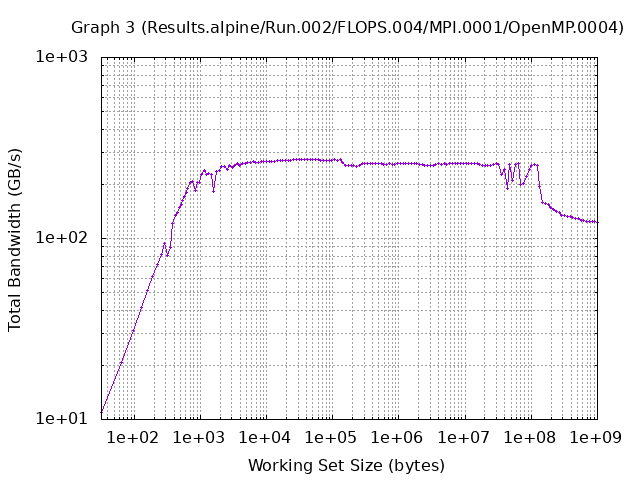 Graph 3 (Results.alpine/Run.002/FLOPS.004/MPI.0001/OpenMP.0004)
1e+03
1e+02
1e+01
Total Bandwidth (GB/s)
1e+02 1e+03 1e+04 1e+05 1e+06 1e+07 1e+08 1e+09
Working Set Size (bytes)